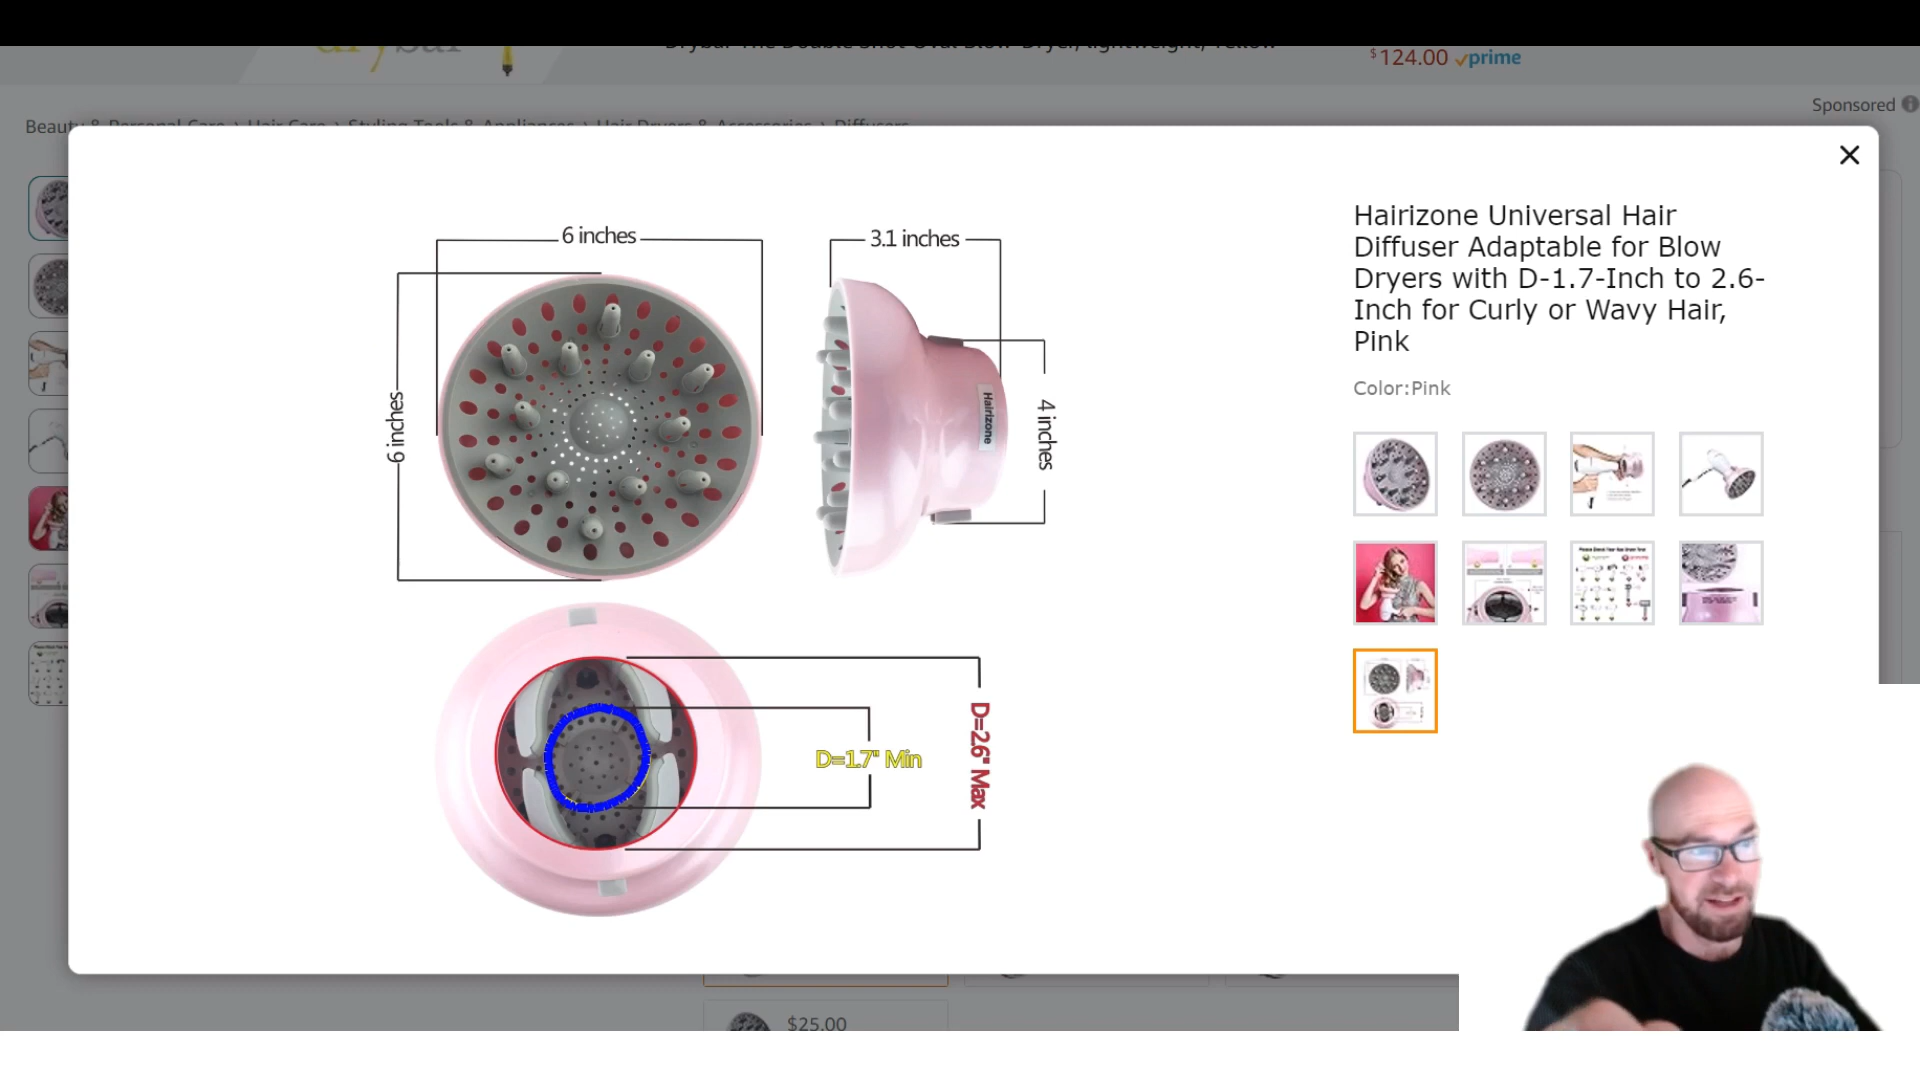 $124.00 prime
Sponsored
6 inches
3.1 inches
6 inches
4 inches
Hairizone
D=1.7" Min
D=2.6" Max
Hairizone Universal Hair
Diffuser Adaptable for Blow
Dryers with D-1.7-Inch to 2.6-
Inch for Curly or Wavy Hair,
Pink
Color:Pink
$25.00